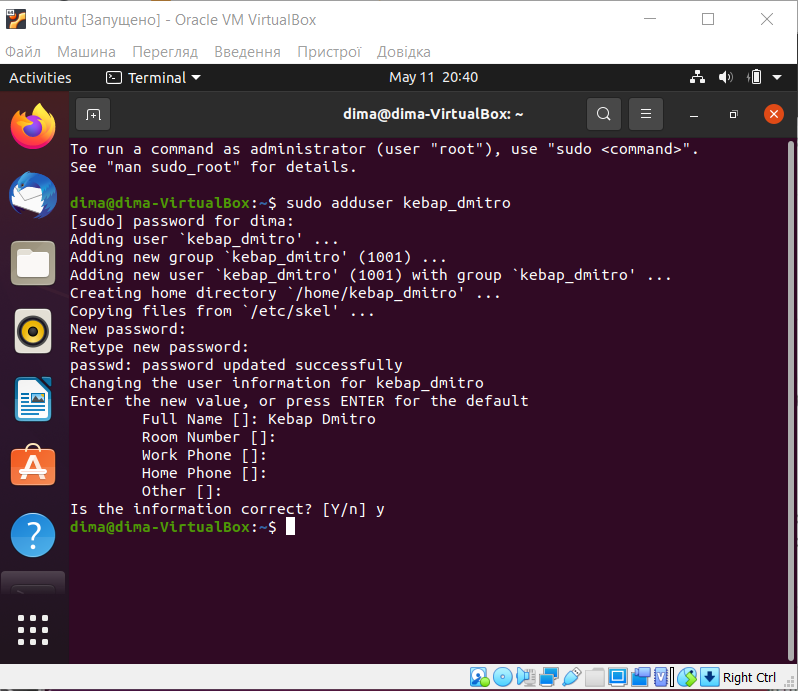 ubuntu [Запущено] - Oracle VM VirtualBox
Файл Машина Перегляд Введення Пристрої Довідка
Activities Terminal May 11 20:40
dima@dima-VirtualBox: ~
To run a command as administrator (user "root"), use "sudo <command>".
See "man sudo_root" for details.
dima@dima-VirtualBox:~$ sudo adduser kebap_dmitro
[sudo] password for dima:
Adding user `kebap_dmitro' ...
Adding new group `kebap_dmitro' (1001) ...
Adding new user `kebap_dmitro' (1001) with group `kebap_dmitro' ...
Creating home directory `/home/kebap_dmitro' ...
Copying files from `/etc/skel' ...
New password:
Retype new password:
passwd: password updated successfully
Changing the user information for kebap_dmitro
Enter the new value, or press ENTER for the default
Full Name []: Kebap Dmitro
Room Number []:
Work Phone []:
Home Phone []:
Other []:
Is the information correct? [Y/n] y
dima@dima-VirtualBox:~$
Right Ctrl